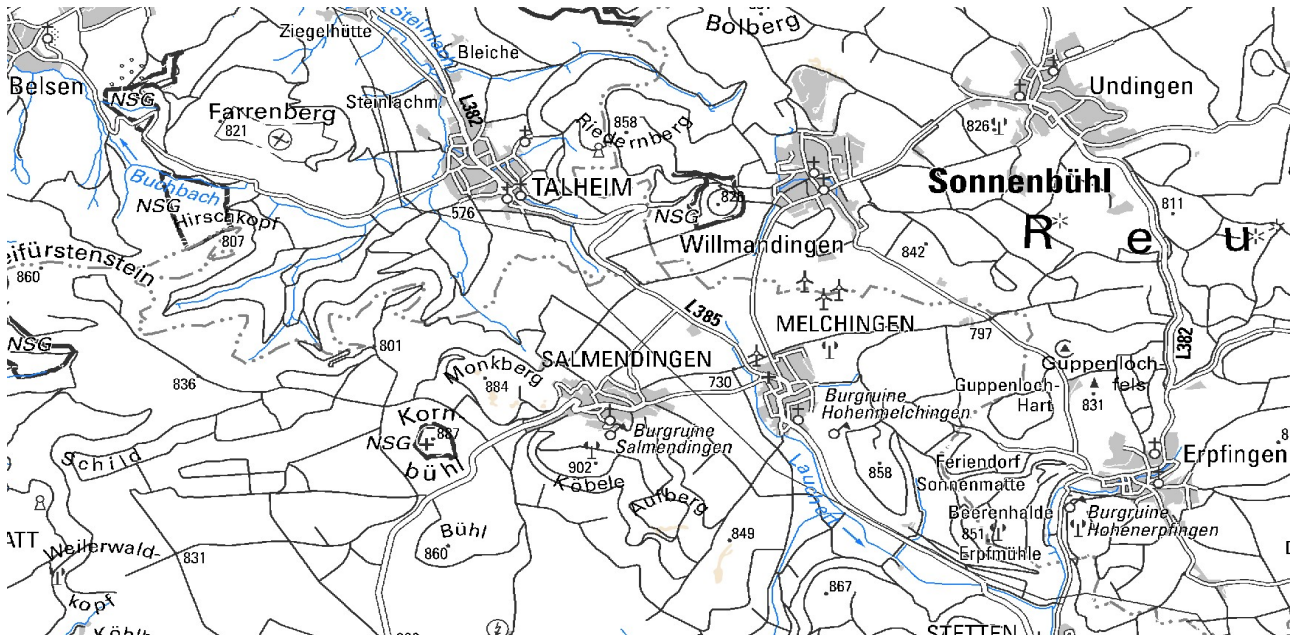 Ziegelhütte
Steinlach
Bleiche
Bolberg
Belsen
NSG
Farrenberg
821
Steinlachm.
L382
858
Riedernberg
826
Undingen
Buchbach
NSG
Hirschkopf
807
TALHEIM
576
NSG
Sonnenbühl
811
R e u
Willmandingen
842
eifürstenstein
860
NSG
801
836
L385
MELCHINGEN
797
L382
Monkberg
884
SALMENDINGEN
730
Guppenloch-
fels
831
Guppenloch-
Hart
Burgruine
Hohenmelchingen
Korn
bühl
NSG
887
Burgruine
Salmendingen
902
Köbele
Aufberg
Schild
Lauchert
858
Feriendorf
Sonnenmatte
Erpfingen
Beerenhalde
851
Erpfmühle
Burgruine
Hohenerpfingen
ATT
Weilerwald-
kopf
831
Bühl
860
849
867
STETTEN